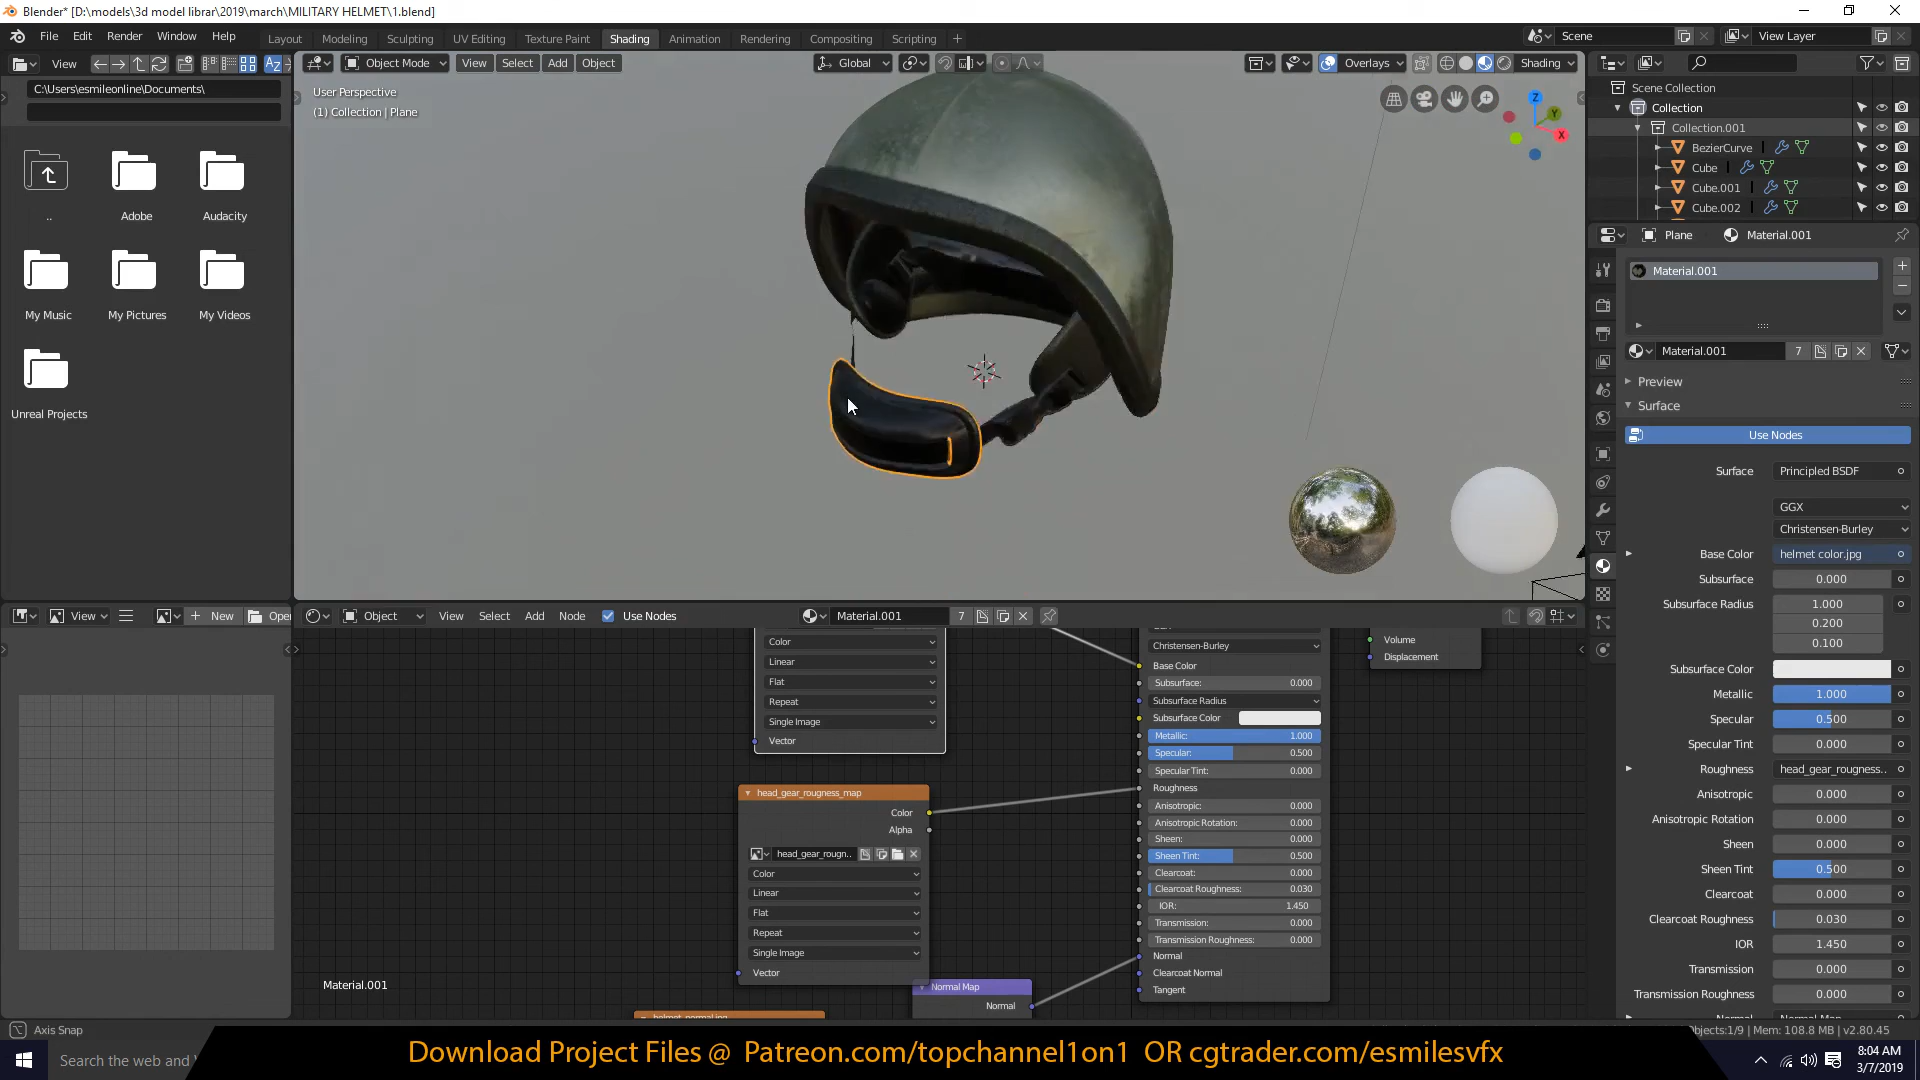 Blender* [D:\models\3d model librar\2019\march\MILITARY HELMET\1.blend]
File Edit Render Window Help Layout Modeling Sculpting UV Editing Texture Paint Shading Animation Rendering Compositing Scripting + Scene View Layer
View
C:\Users\esmileonline\Documents\
.. Adobe Audacity
My Music My Pictures My Videos
Unreal Projects
Object Mode View Select Add Object Global Overlays Shading
User Perspective
(1) Collection | Plane
Z
Y
X
Scene Collection
Collection
Collection.001
BezierCurve
Cube
Cube.001
Cube.002
Plane Material.001
Material.001
Material.001 7
Preview
Surface
Use Nodes
Surface Principled BSDF
GGX
Christensen-Burley
Base Color helmet color.jpg
Subsurface 0.000
Subsurface Radius 1.000
0.200
0.100
Subsurface Color
Metallic 1.000
Specular 0.500
Specular Tint 0.000
Roughness head_gear_roughness..
Anisotropic 0.000
Anisotropic Rotation 0.000
Sheen 0.000
Sheen Tint 0.500
Clearcoat 0.000
Clearcoat Roughness 0.030
IOR 1.450
Transmission 0.000
Transmission Roughness 0.000
View New Open
Object View Select Add Node Use Nodes Material.001 7
Color
Linear
Flat
Repeat
Single Image
Vector
head_gear_rougness_map
Color
Alpha
head_gear_rougn..
Color
Linear
Flat
Repeat
Single Image
Vector
Normal Map
Normal
Christensen-Burley
Base Color
Subsurface: 0.000
Subsurface Radius
Subsurface Color
Metallic: 1.000
Specular: 0.500
Specular Tint: 0.000
Roughness
Anisotropic: 0.000
Anisotropic Rotation: 0.000
Sheen: 0.000
Sheen Tint: 0.500
Clearcoat: 0.000
Clearcoat Roughness: 0.030
IOR: 1.450
Transmission: 0.000
Transmission Roughness: 0.000
Normal
Clearcoat Normal
Tangent
Volume
Displacement
Material.001
Axis Snap
Objects:1/9 | Mem: 108.8 MB | v2.80.45
Search the web and
Download Project Files @ Patreon.com/topchannel1on1 OR cgtrader.com/esmilesvfx
8:04 AM
3/7/2019